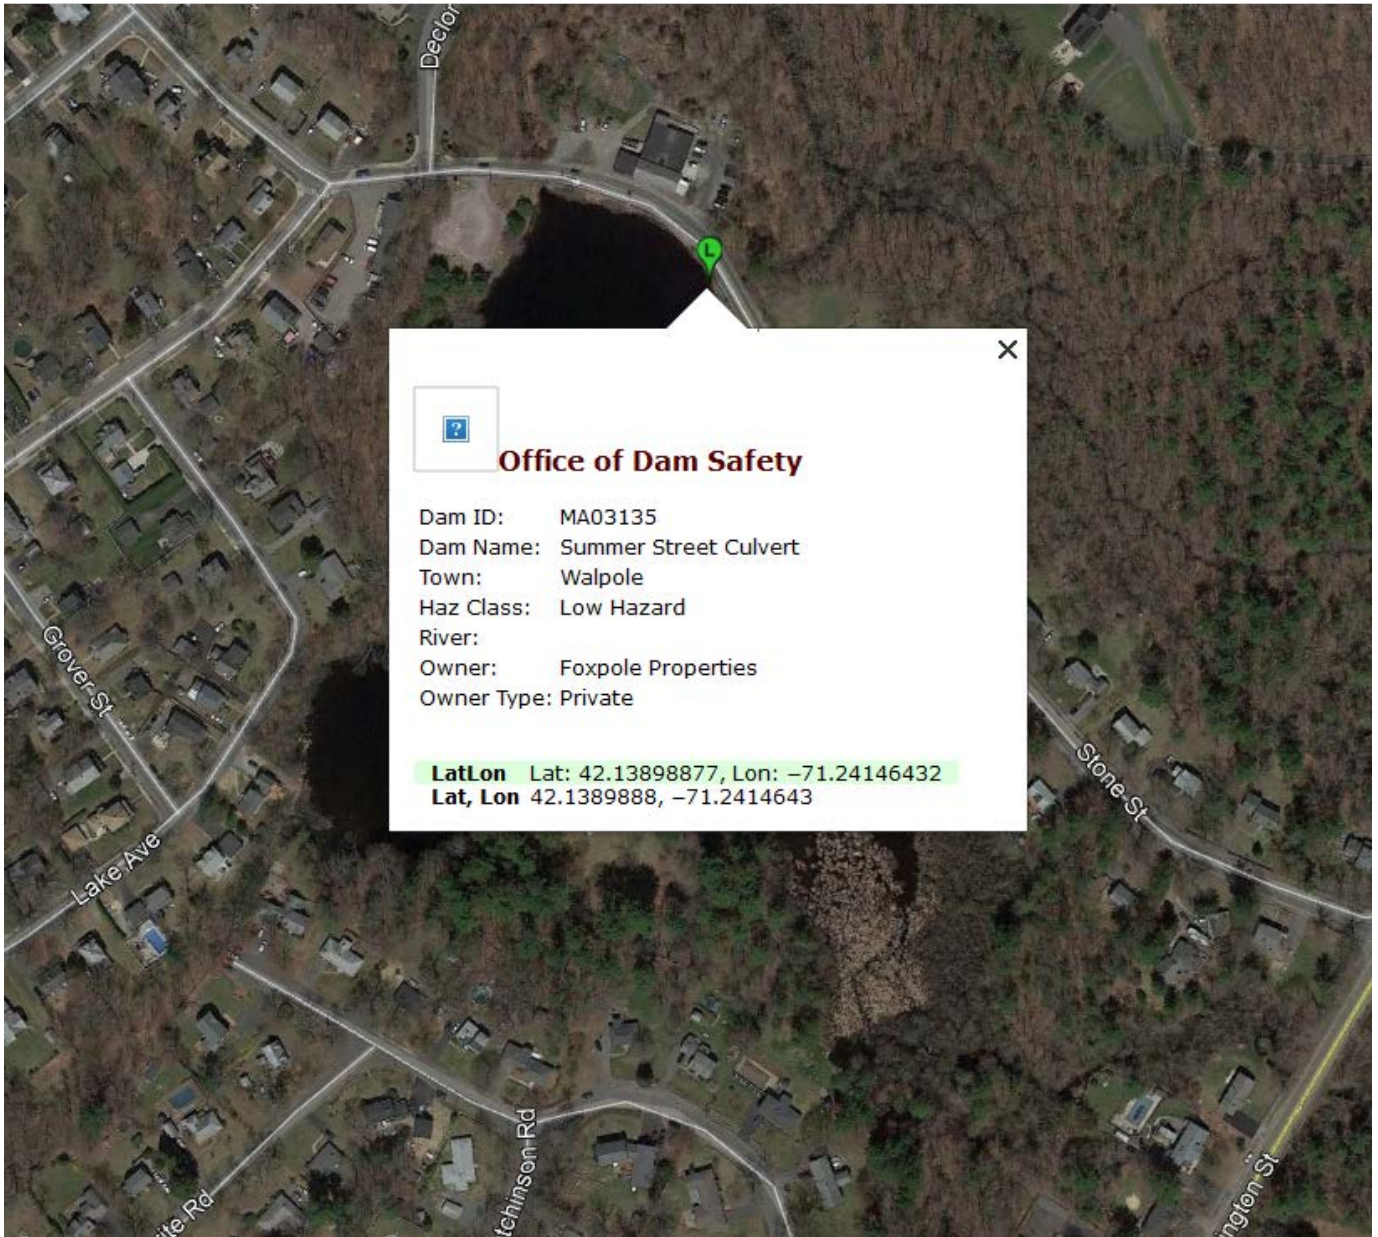 Declor
L
?
Office of Dam Safety
Dam ID: MA03135
Dam Name: Summer Street Culvert
Town: Walpole
Haz Class: Low Hazard
River:
Owner: Foxpole Properties
Owner Type: Private
LatLon Lat: 42.13898877, Lon: −71.24146432
Lat, Lon 42.1389888, −71.2414643
Grover St
Stone St
Lake Ave
tchinson Rd
ite Rd
ngton St